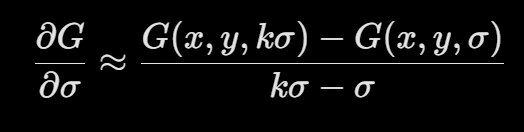 ∂G/∂σ ≈ (G(x, y, kσ) − G(x, y, σ))/(kσ − σ)